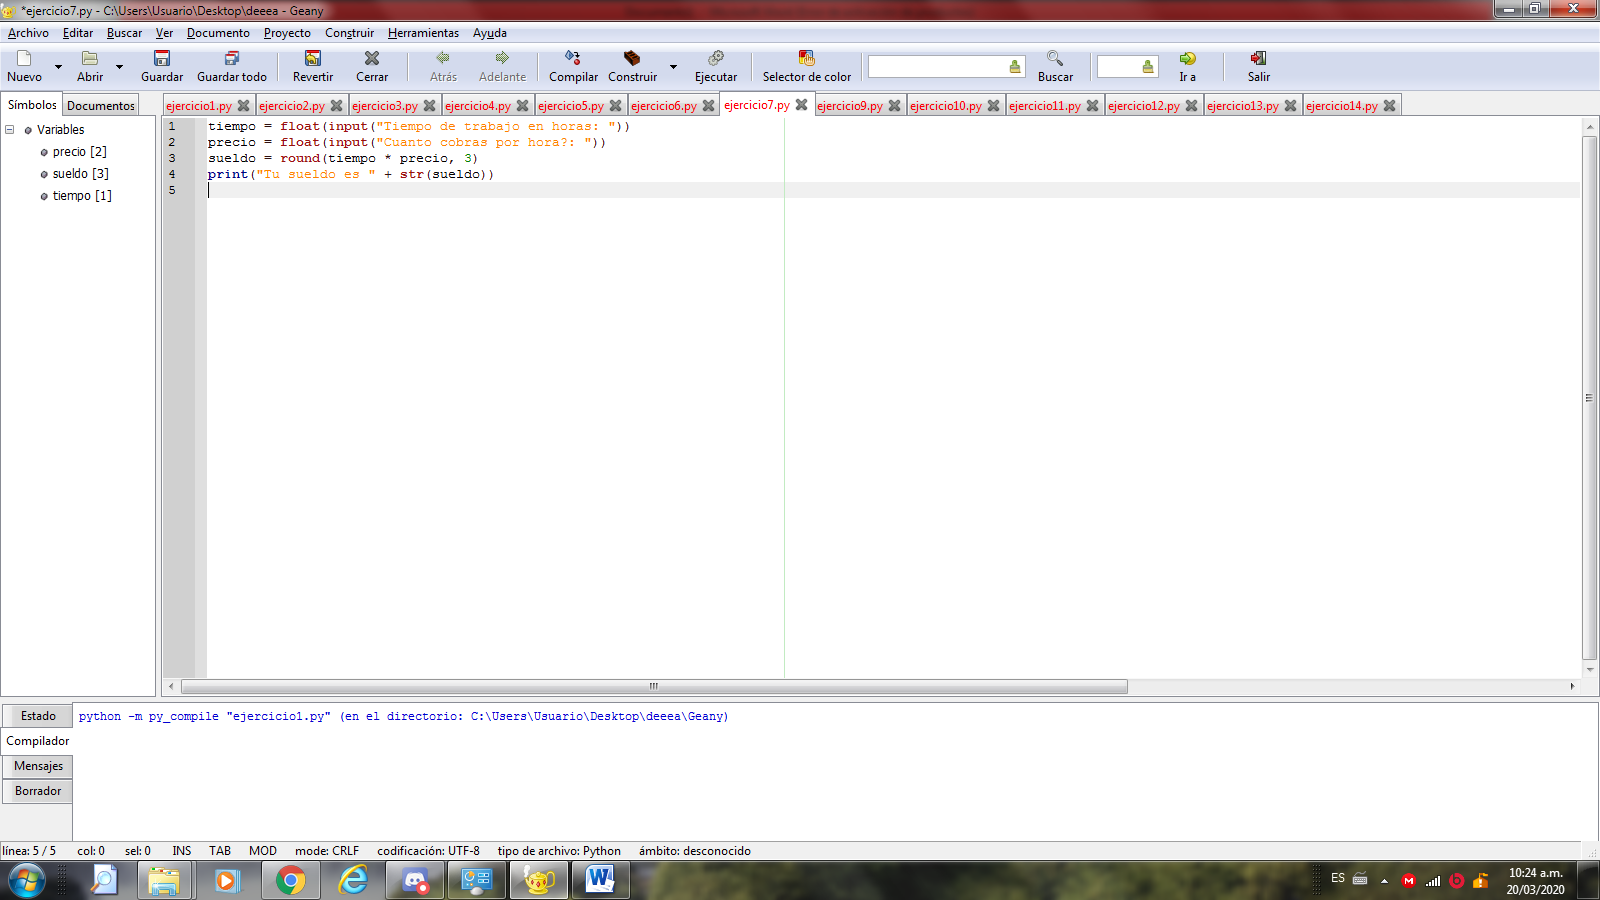 *ejercicio7.py - C:\Users\Usuario\Desktop\deeea - Geany
Archivo Editar Buscar Ver Documento Proyecto Construir Herramientas Ayuda
Nuevo Abrir Guardar Guardar todo Revertir Cerrar Atrás Adelante Compilar Construir Ejecutar Selector de color Buscar Ir a Salir
Símbolos Documentos
ejercicio1.py ejercicio2.py ejercicio3.py ejercicio4.py ejercicio5.py ejercicio6.py ejercicio7.py ejercicio9.py ejercicio10.py ejercicio11.py ejercicio12.py ejercicio13.py ejercicio14.py
Variables
precio [2]
sueldo [3]
tiempo [1]
1 tiempo = float(input("Tiempo de trabajo en horas: "))
2 precio = float(input("Cuanto cobras por hora?: "))
3 sueldo = round(tiempo * precio, 3)
4 print("Tu sueldo es " + str(sueldo))
5
Estado
Compilador
Mensajes
Borrador
python -m py_compile "ejercicio1.py" (en el directorio: C:\Users\Usuario\Desktop\deeea\Geany)
línea: 5 / 5 col: 0 sel: 0 INS TAB MOD mode: CRLF codificación: UTF-8 tipo de archivo: Python ámbito: desconocido
ES
10:24 a.m.
20/03/2020